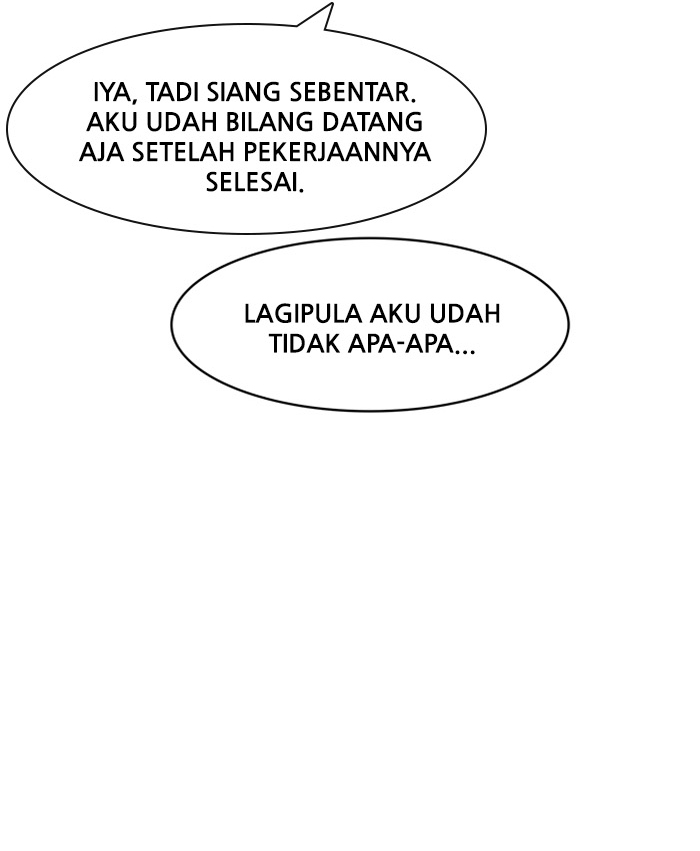 IYA, TADI SIANG SEBENTAR.
AKU UDAH BILANG DATANG
AJA SETELAH PEKERJAANNYA
SELESAI.
LAGIPULA AKU UDAH
TIDAK APA-APA...